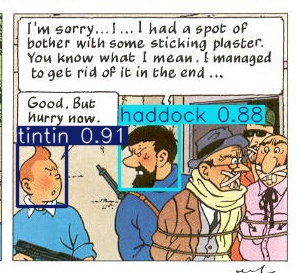 I'm sorry...I... I had a spot of
bother with some sticking plaster.
You know what I mean. I managed
to get rid of it in the end ...
Good. But
hurry now.
haddock 0.88
tintin 0.91